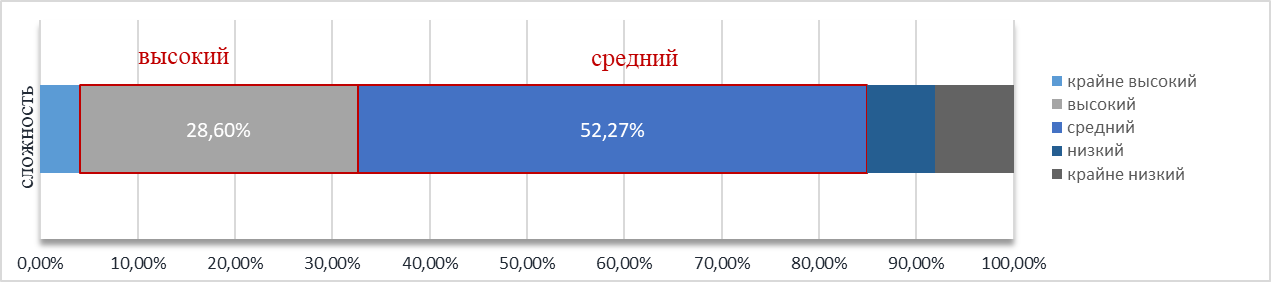 высокий
средний
сложность
28,60%
52,27%
крайне высокий
высокий
средний
низкий
крайне низкий
0,00% 10,00% 20,00% 30,00% 40,00% 50,00% 60,00% 70,00% 80,00% 90,00% 100,00%